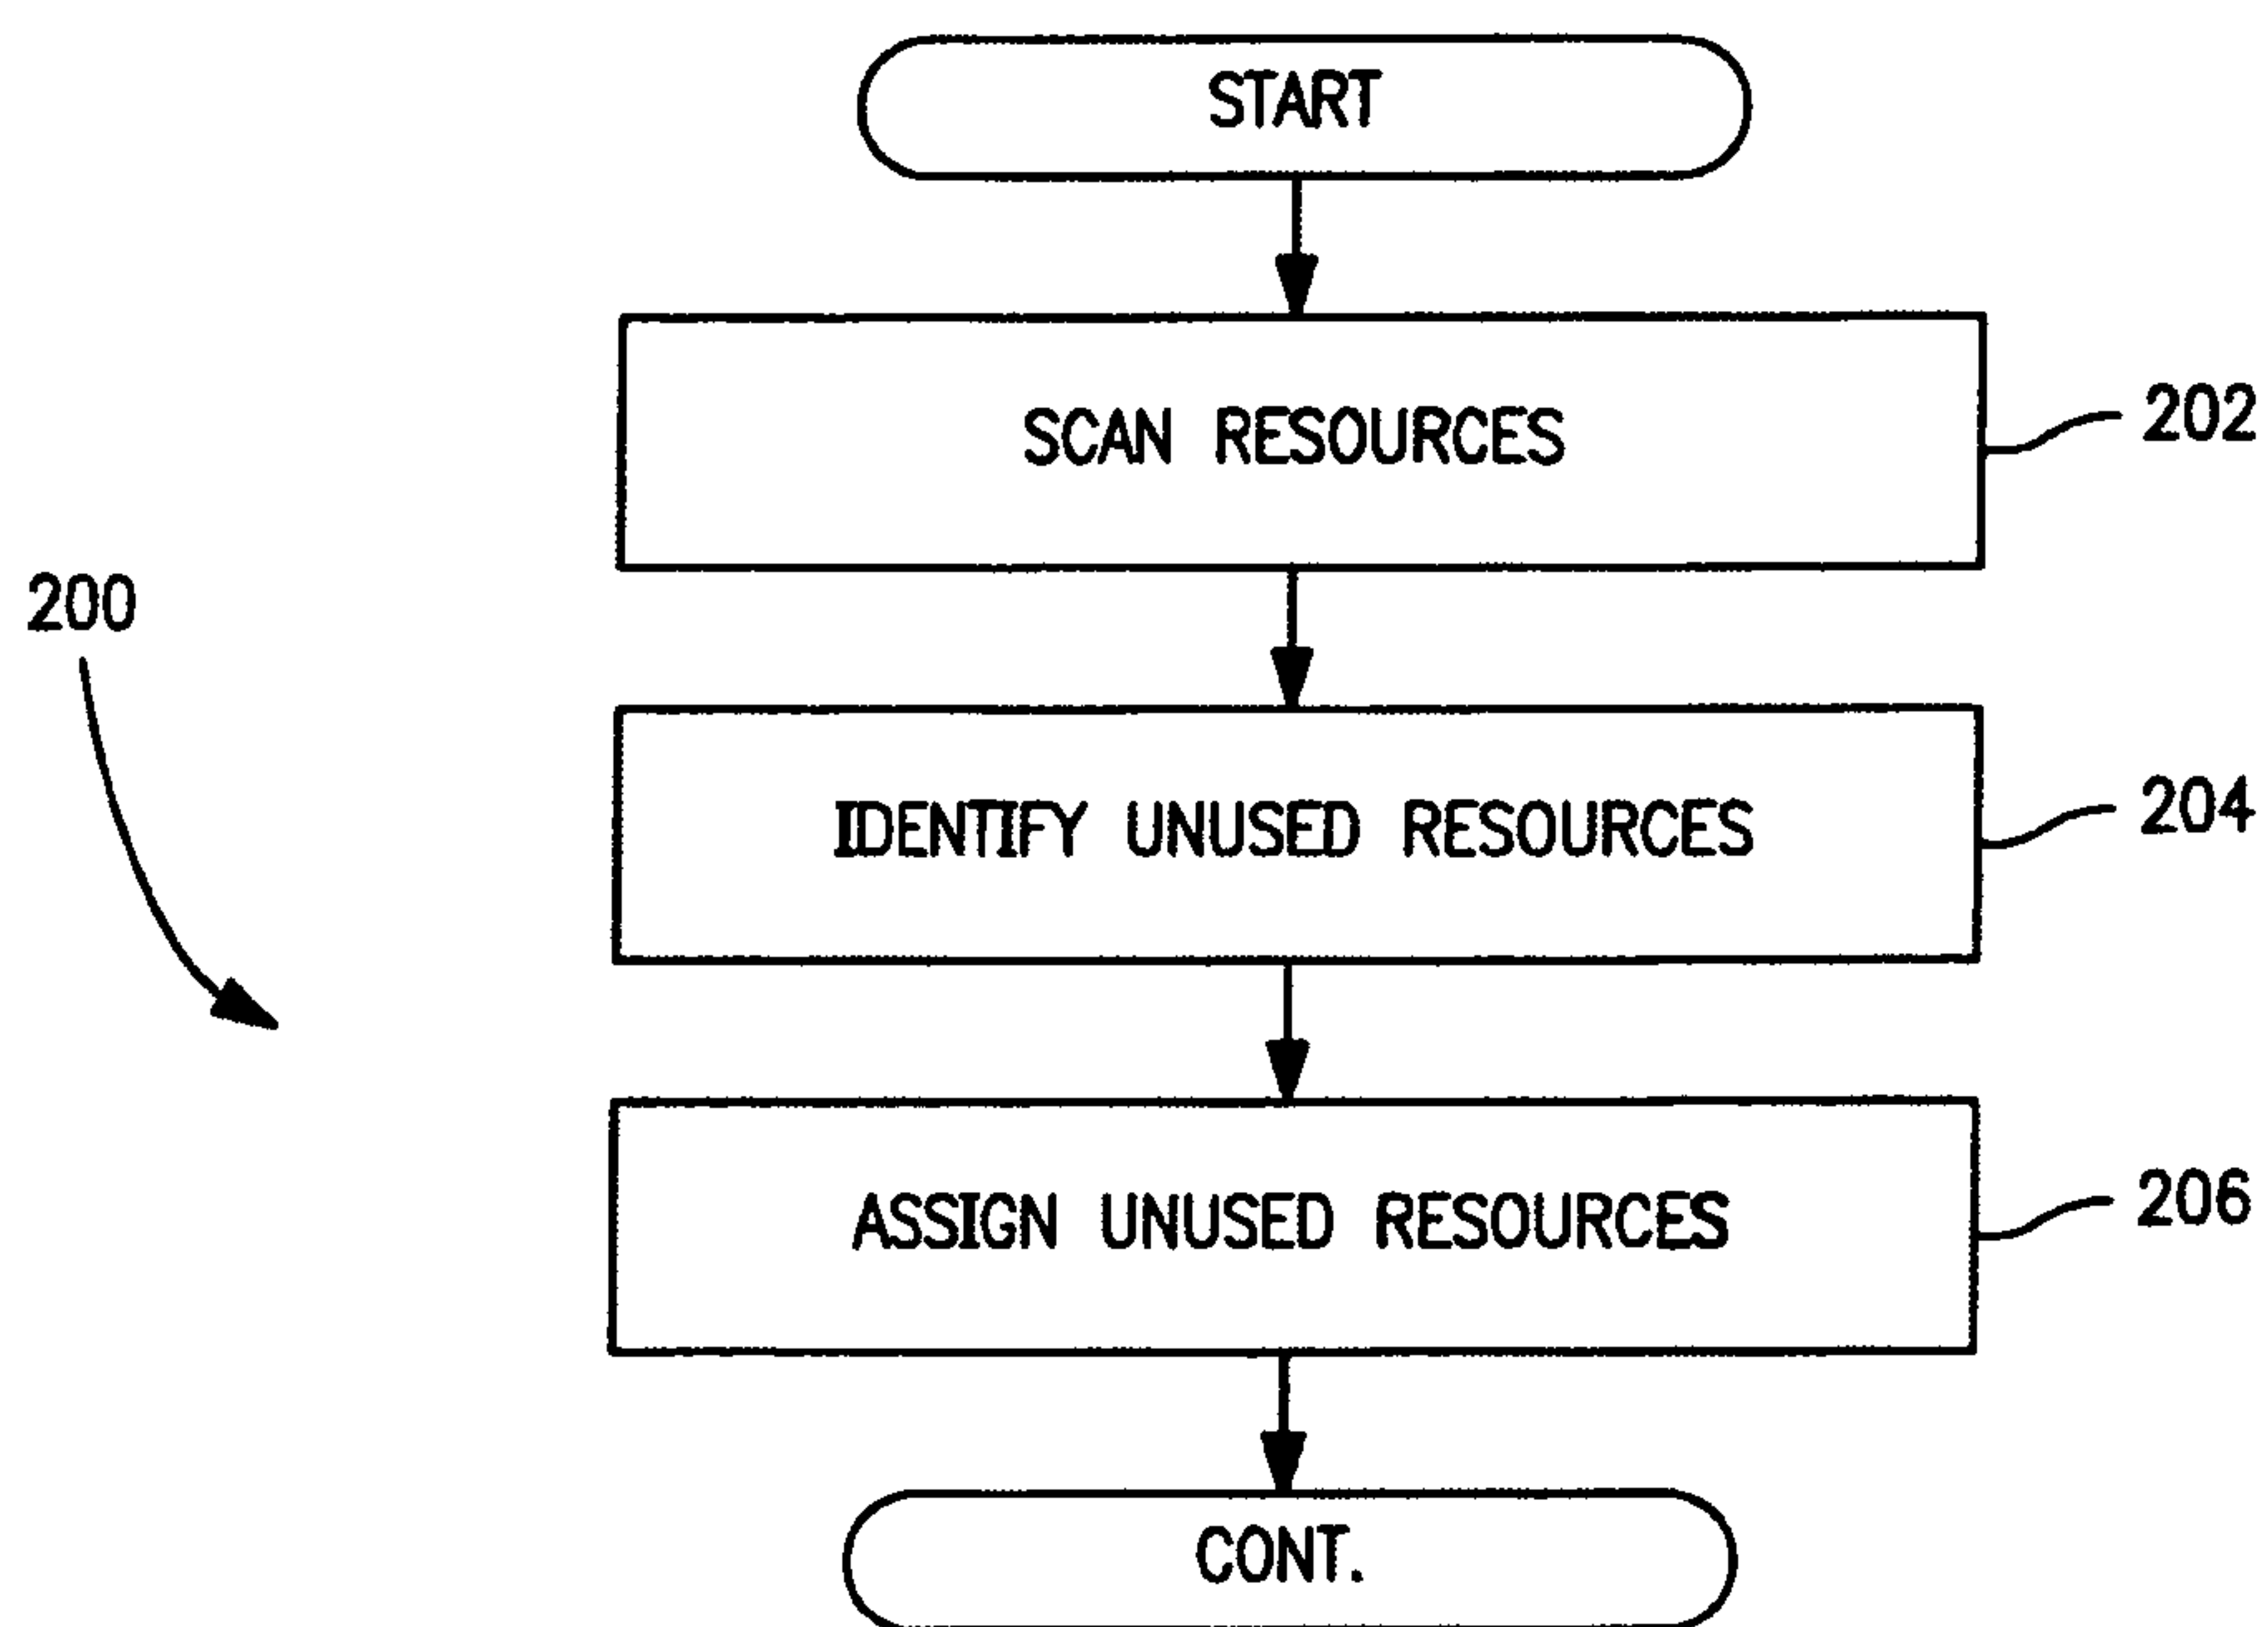 START
SCAN RESOURCES
202
200
IDENTIFY UNUSED RESOURCES
204
ASSIGN UNUSED RESOURCES
206
CONT.